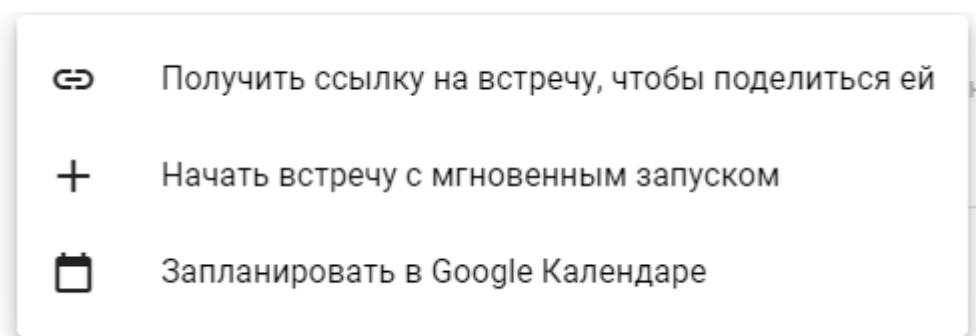 Получить ссылку на встречу, чтобы поделиться ей
Начать встречу с мгновенным запуском
Запланировать в Google Календаре